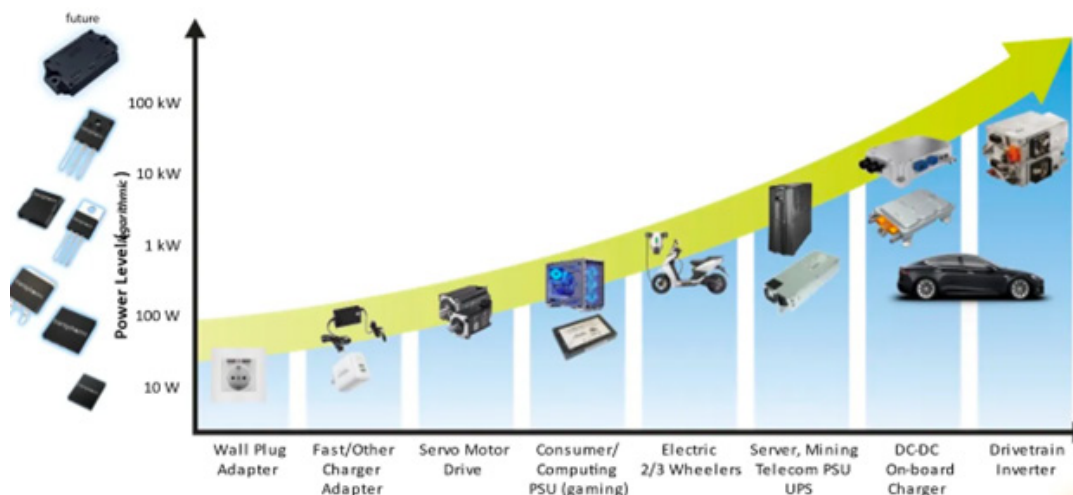 future
100 kW
10 kW
1 kW
100 W
10 W
Power Level (logarithmic)
Wall Plug
Adapter
Fast/Other
Charger
Adapter
Servo Motor
Drive
Consumer/
Computing
PSU (gaming)
Electric
2/3 Wheelers
Server, Mining
Telecom PSU
UPS
DC-DC
On-board
Charger
Drivetrain
Inverter